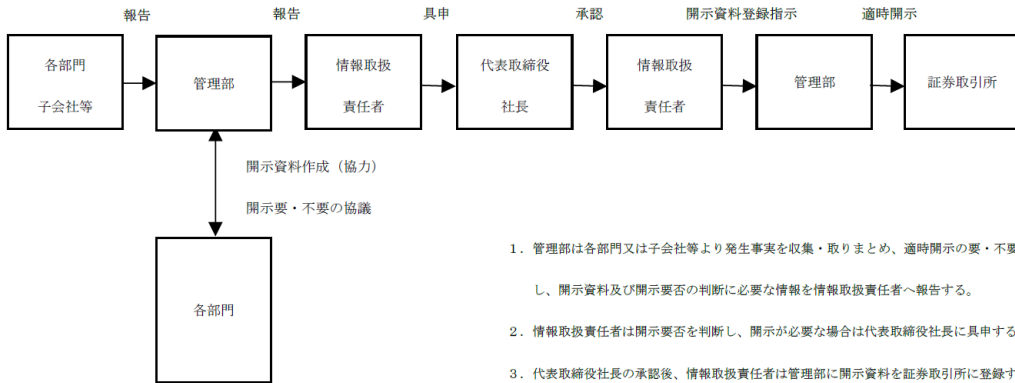 報告
報告
具申
承認
開示資料登録指示
適時開示
各部門
子会社等
管理部
情報取扱
責任者
代表取締役
社長
情報取扱
責任者
管理部
証券取引所
開示資料作成（協力）
開示要・不要の協議
各部門
１．管理部は各部門又は子会社等より発生事実を収集・取りまとめ、適時開示の要・不要
し、開示資料及び開示要否の判断に必要な情報を情報取扱責任者へ報告する。
２．情報取扱責任者は開示要否を判断し、開示が必要な場合は代表取締役社長に具申する
３．代表取締役社長の承認後、情報取扱責任者は管理部に開示資料を証券取引所に登録す